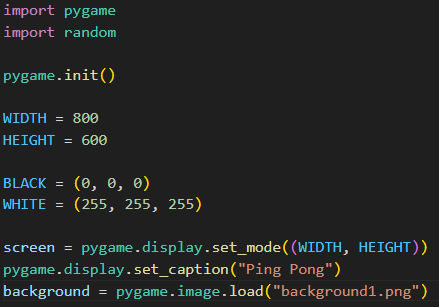 import pygame
import random
pygame.init()
WIDTH = 800
HEIGHT = 600
BLACK = (0, 0, 0)
WHITE = (255, 255, 255)
screen = pygame.display.set_mode((WIDTH, HEIGHT))
pygame.display.set_caption("Ping Pong")
background = pygame.image.load("background1.png")